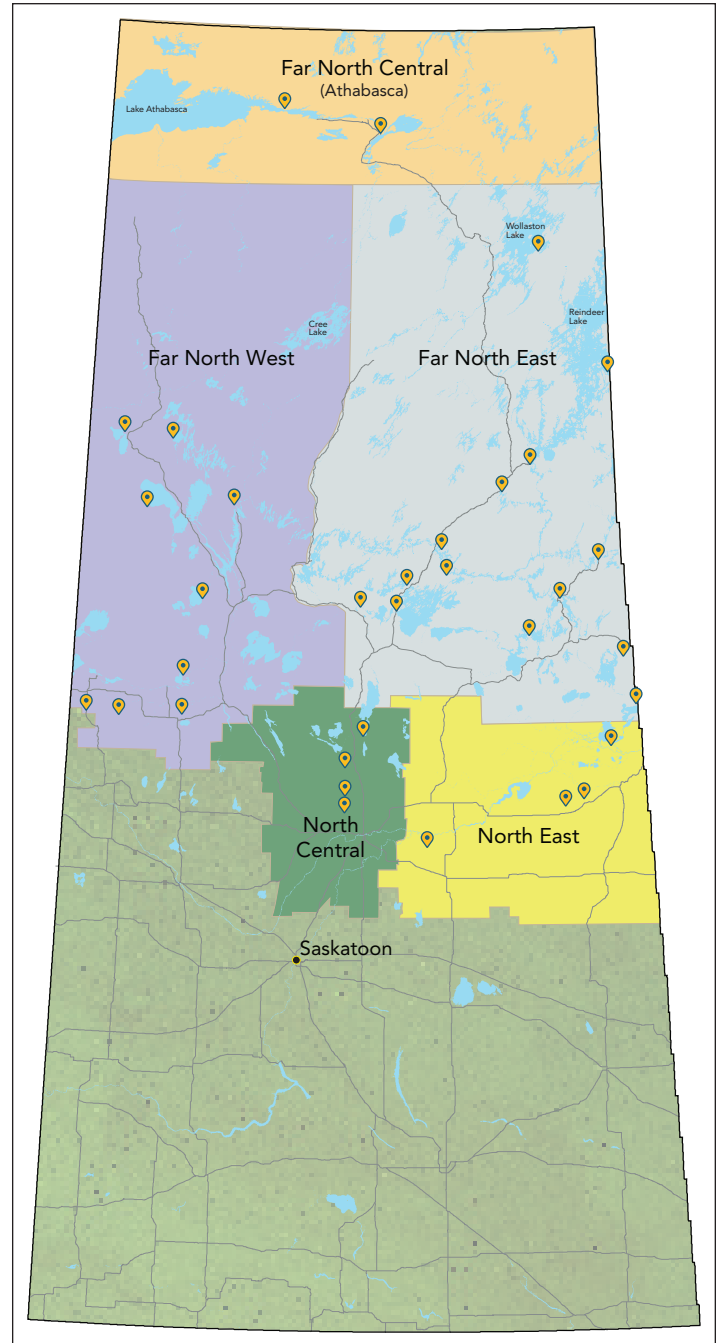 Far North Central
(Athabasca)
Lake Athabasca
Wollaston
Lake
Reindeer
Lake
Cree
Lake
Far North West
Far North East
North
Central
North East
Saskatoon